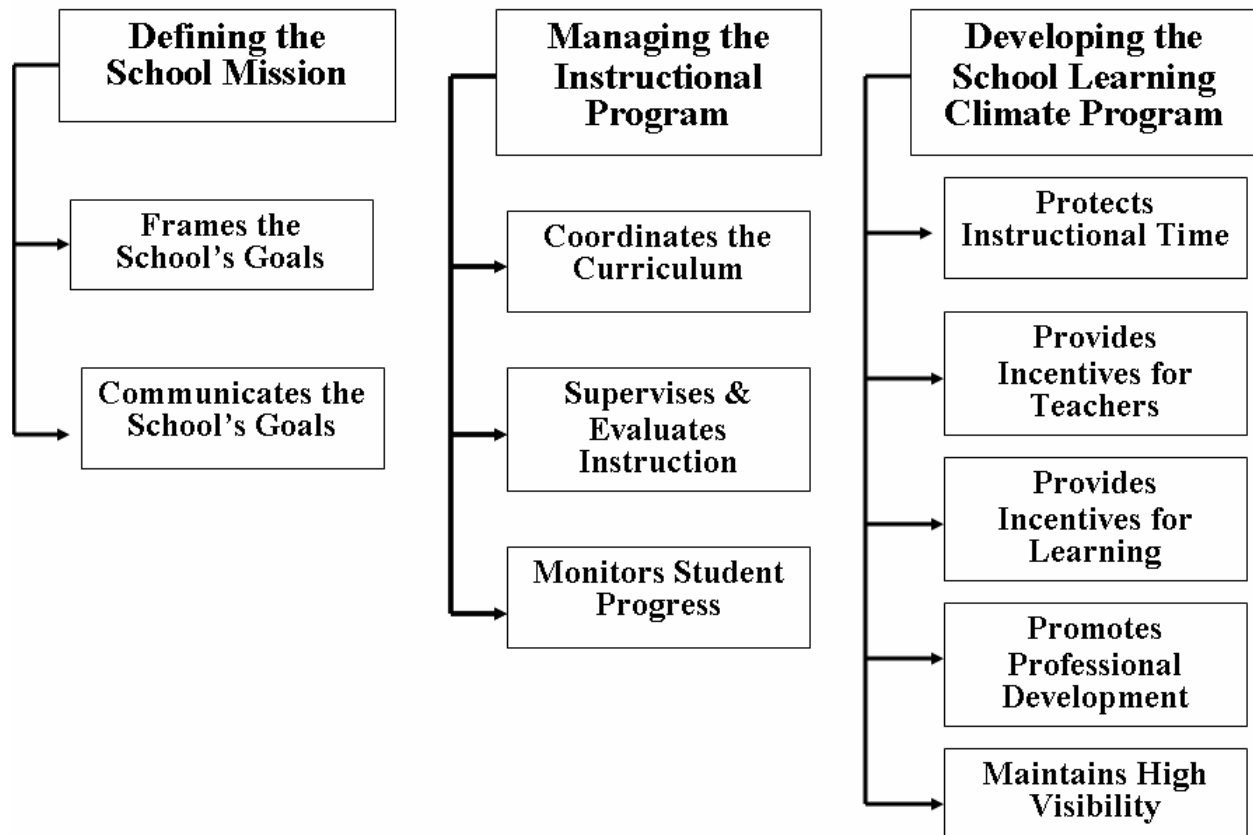 Defining the
School Mission
Frames the
School’s Goals
Communicates the
School’s Goals
Managing the
Instructional
Program
Coordinates the
Curriculum
Supervises &
Evaluates
Instruction
Monitors Student
Progress
Developing the
School Learning
Climate Program
Protects
Instructional Time
Provides
Incentives for
Teachers
Provides
Incentives for
Learning
Promotes
Professional
Development
Maintains High
Visibility